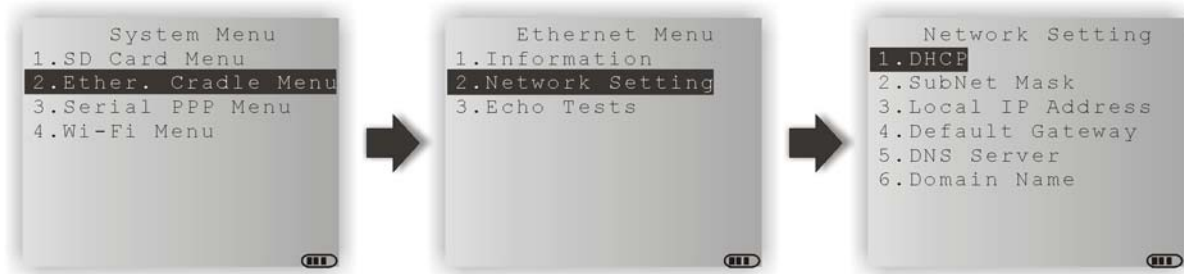 System Menu
1.SD Card Menu
2.Ether. Cradle Menu
3.Serial PPP Menu
4.Wi-Fi Menu
Ethernet Menu
1.Information
2.Network Setting
3.Echo Tests
Network Setting
1.DHCP
2.SubNet Mask
3.Local IP Address
4.Default Gateway
5.DNS Server
6.Domain Name